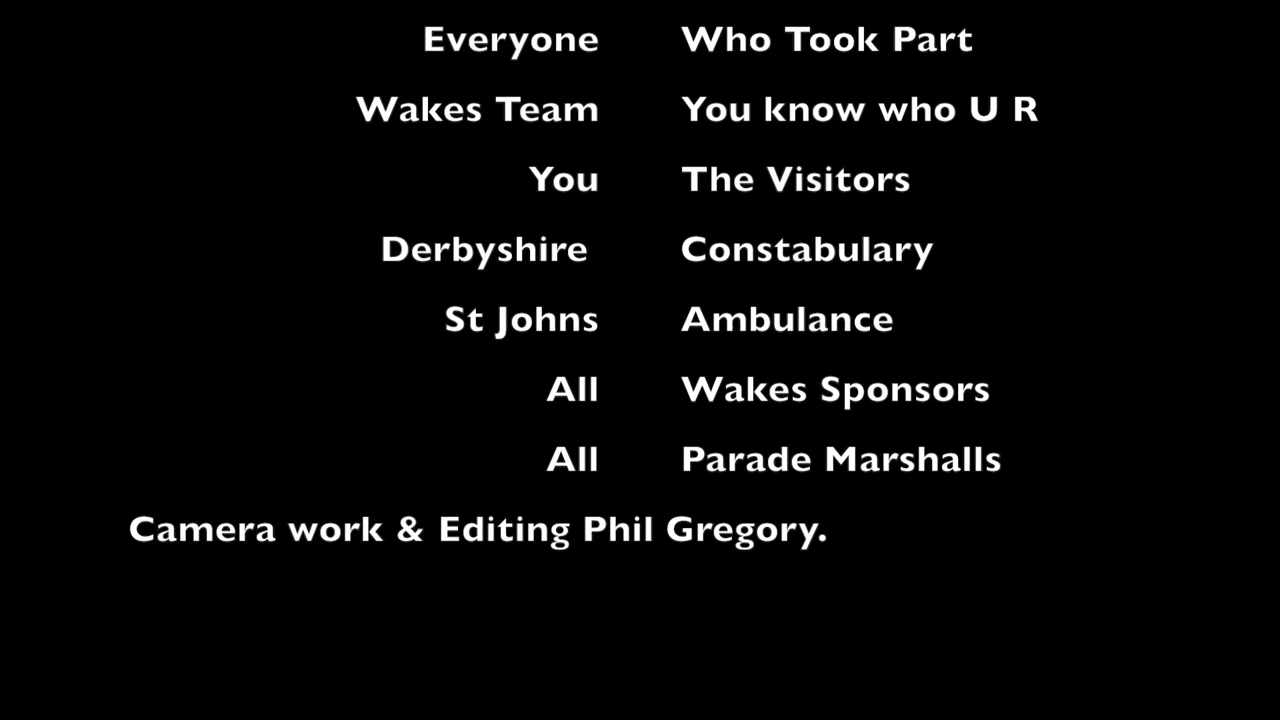 Everyone Who Took Part
Wakes Team You know who U R
You The Visitors
Derbyshire Constabulary
St Johns Ambulance
All Wakes Sponsors
All Parade Marshalls
Camera work & Editing Phil Gregory.